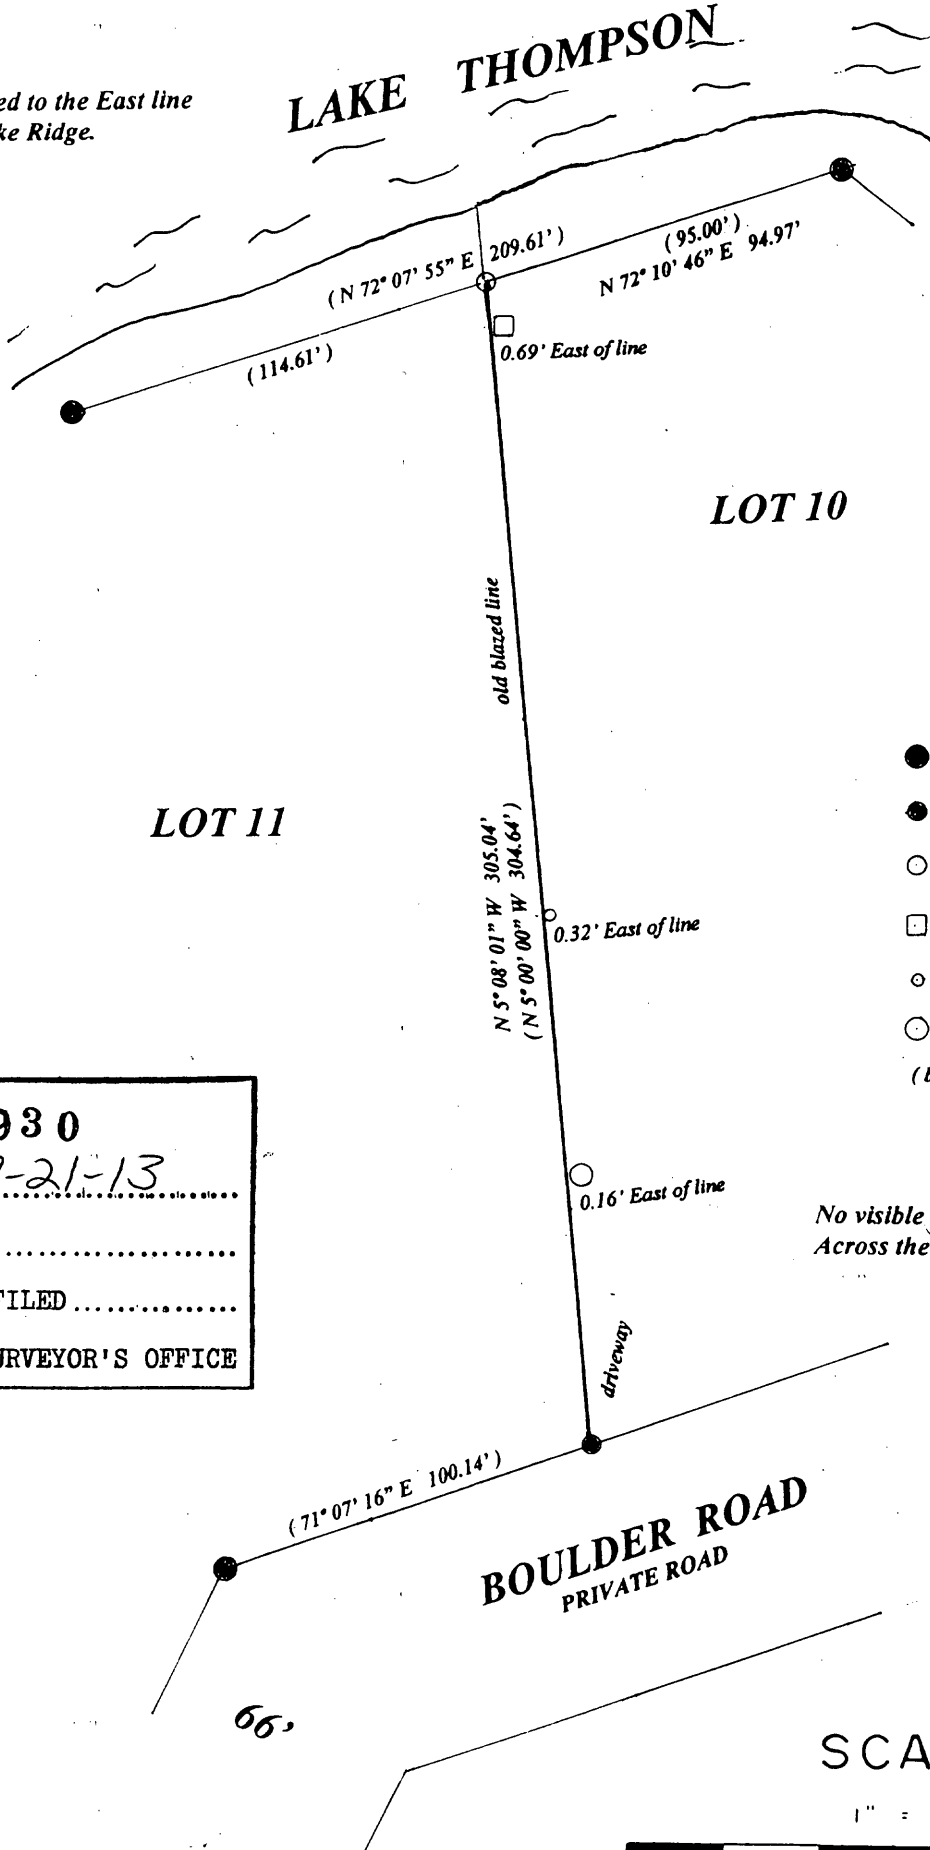 LAKE THOMPSON
ed to the East line
ke Ridge.
( N 72° 07' 55" E 209.61' )
( 95.00' )
N 72° 10' 46" E 94.97'
( 114.61' )
0.69' East of line
LOT 10
old blazed line
LOT 11
N 5° 08' 01" W 305.04'
( N 5° 00' 00" W 304.64' )
0.32' East of line
( b
930
-21-13
FILED
URVEYOR'S OFFICE
0.16' East of line
No visible
Across the
driveway
( 71° 07' 16" E 100.14' )
BOULDER ROAD
PRIVATE ROAD
66'
SCA
1" =